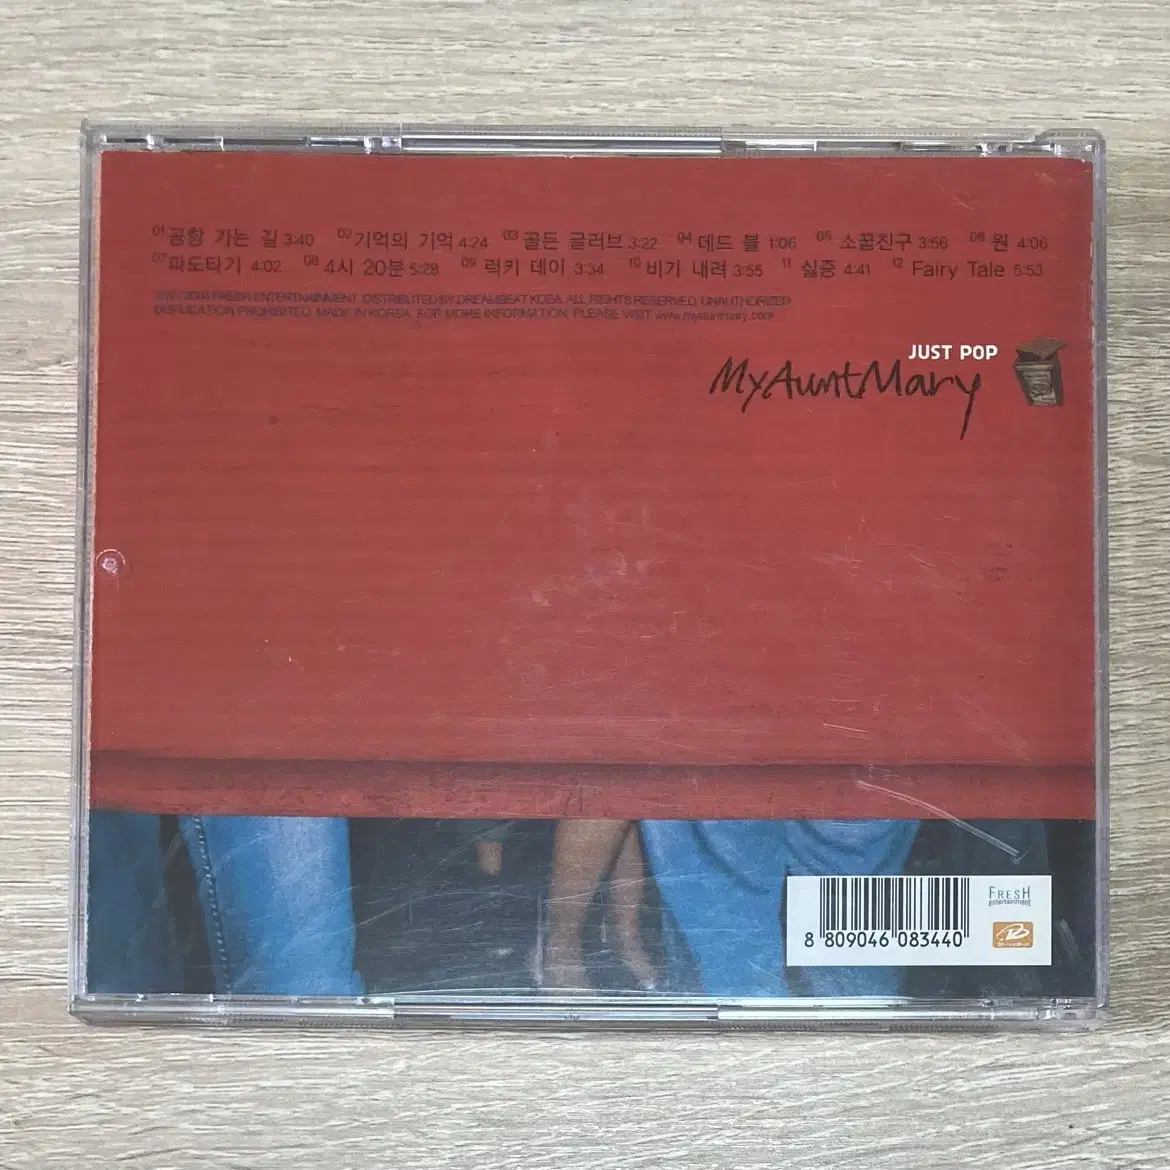 01 공항 가는 길 3:40 02 기억의 기억 4:24 03 골든 글러브 3:22 04 데드 볼 1:06 05 소꿉친구 3:56 06 원 4:06
07 파도타기 4:02 08 4시 20분 5:28 09 럭키 데이 3:34 10 비가 내려 3:55 11 싫증 4:41 12 Fairy Tale 5:53
2004 FRESH ENTERTNAINMENT. DISTRIBUTED BY DREAMBEAT KOEA. ALL RIGHTS RESERVED. UNAUTHORIZED
DUPLICATION PROHIBITED. MADE IN KOREA. FOR MORE INFORMATION, PLEASE VISIT www.myauntmary.com
JUST POP
MyAuntMary
FRESH
entertainment
8 809046 083440